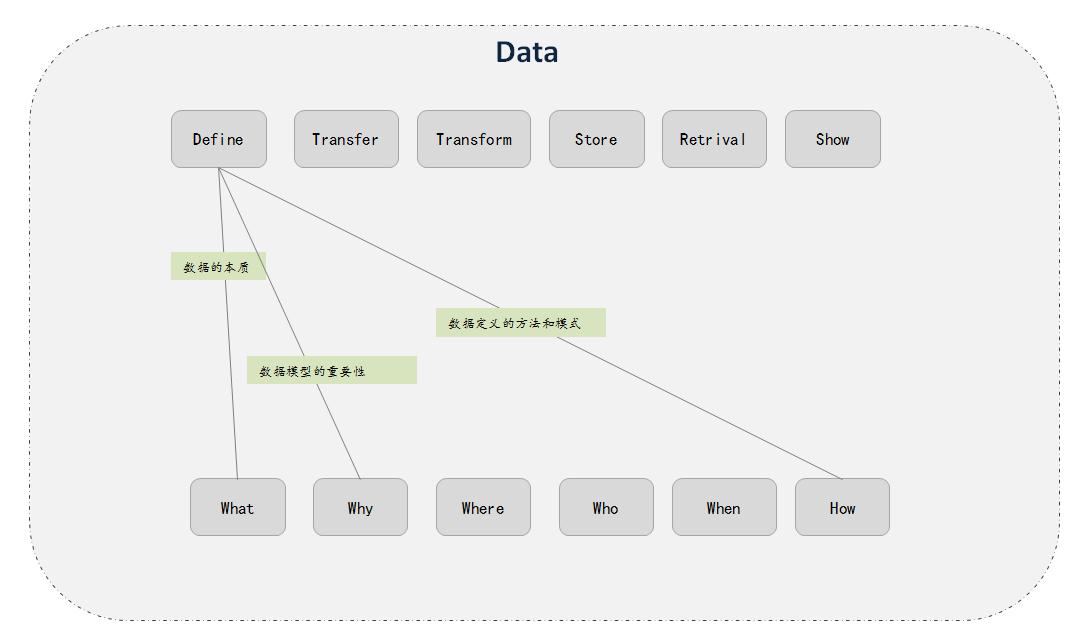 Data
Define
Transfer
Transform
Store
Retrival
Show
数据的本质
数据定义的方法和模式
数据模型的重要性
What
Why
Where
Who
When
How